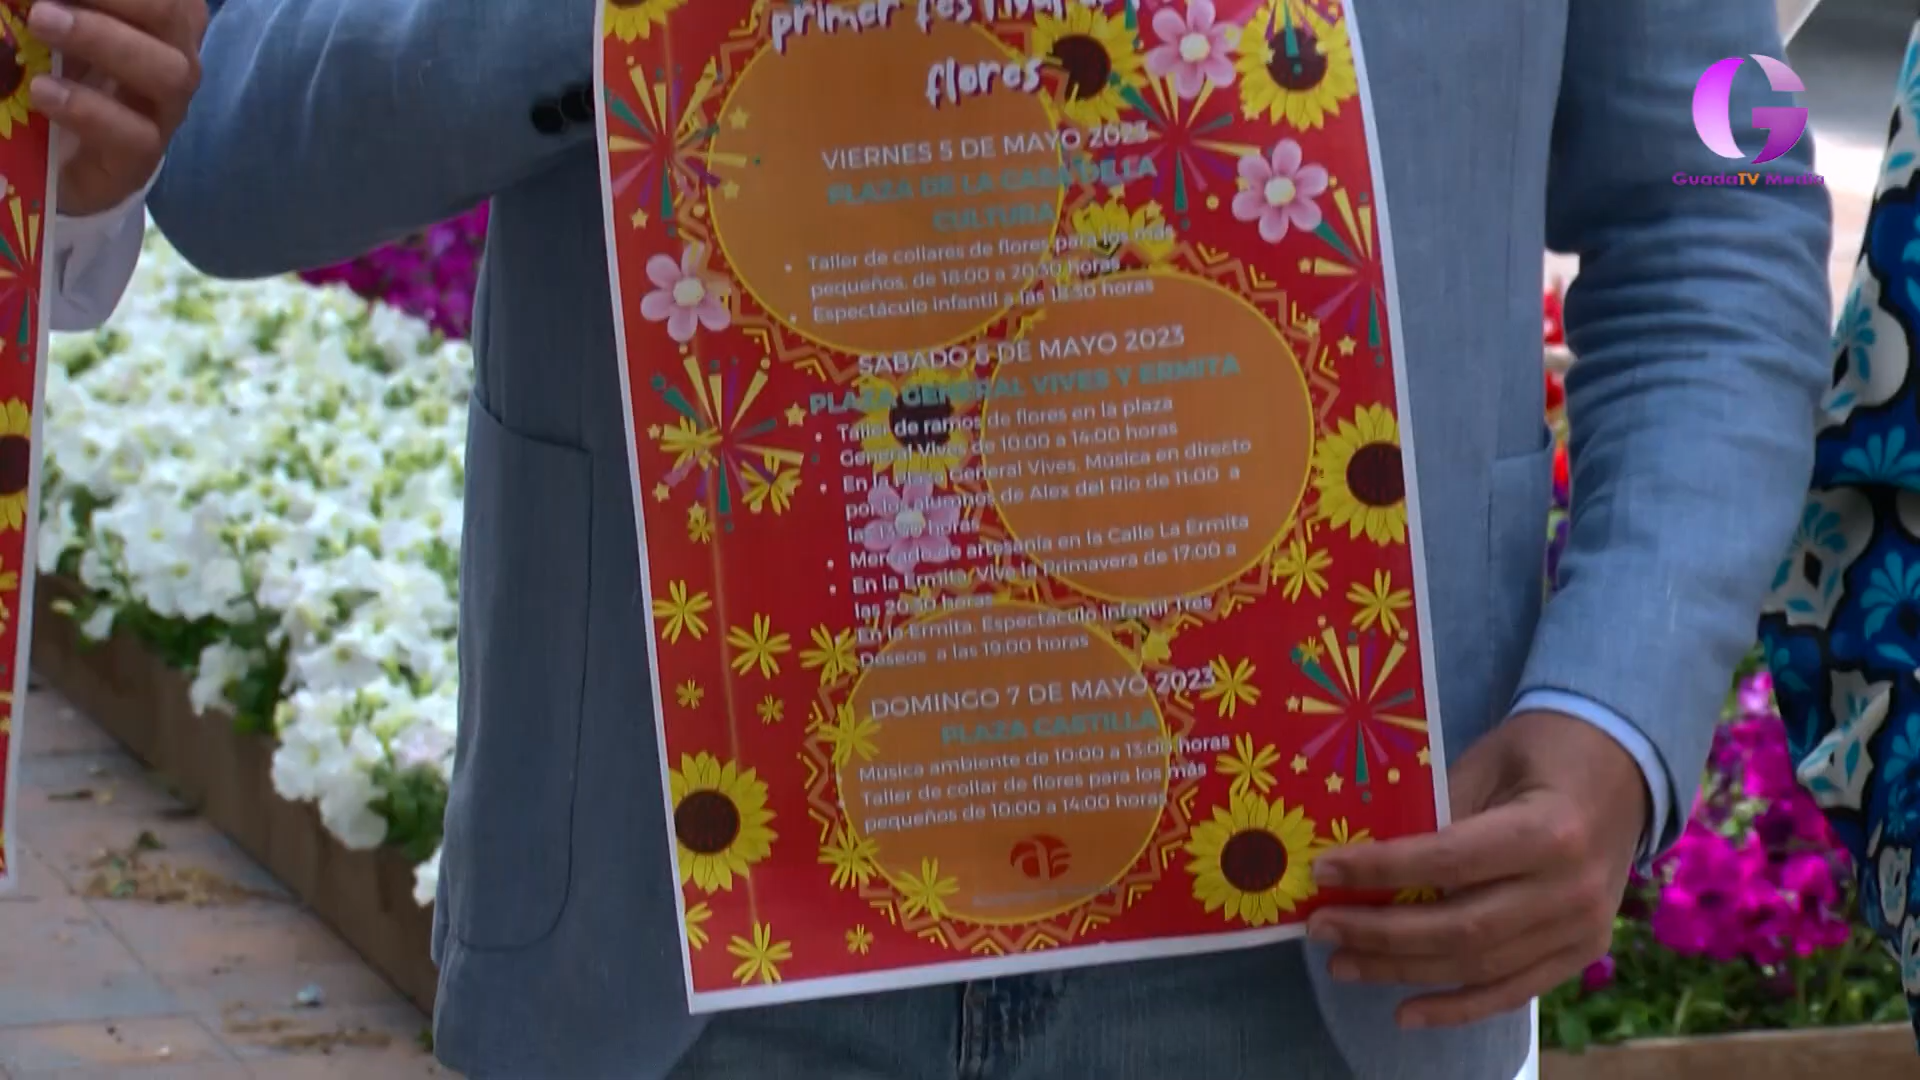 primer festival de
flores
VIERNES 5 DE MAYO 2023
PLAZA DE LA CASA DE LA
CULTURA
• Taller de collares de flores para los más
pequeños, de 18:00 a 20:30 horas
• Espectáculo infantil a las 18:30 horas
SABADO 6 DE MAYO 2023
PLAZA GENERAL VIVES Y ERMITA
• Taller de ramos de flores en la plaza
General Vives de 10:00 a 14:00 horas
• En la Plaza General Vives. Música en directo
por los alumnos de Alex del Rio de 11:00 a
las horas
• Mercado de artesanía en la Calle La Ermita
• En la Ermita, Vive la Primavera de 17:00 a
las 20:30 horas
En la Ermita. Espectáculo Infantil Tres
Deseos a las 19:00 horas
DOMINGO 7 DE MAYO 2023
PLAZA CASTILLA
Música ambiente de 10:00 a 13:00 horas
Taller de collar de flores para los más
pequeños de 10:00 a 14:00 horas
GuadaTV Media